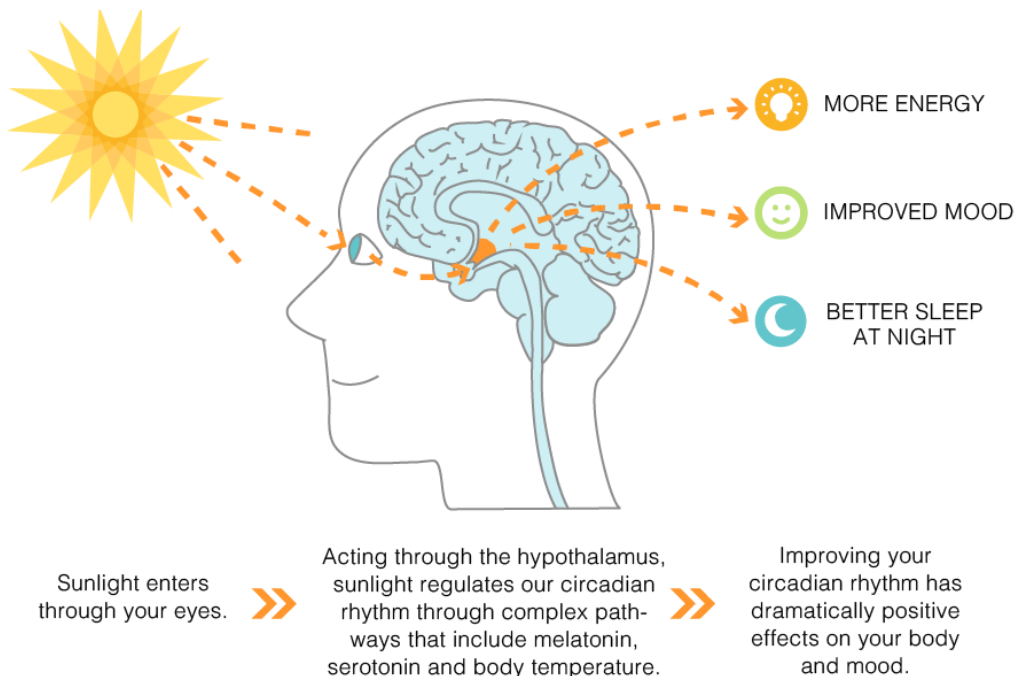 MORE ENERGY
IMPROVED MOOD
BETTER SLEEP
AT NIGHT
Sunlight enters
through your eyes.
Acting through the hypothalamus,
sunlight regulates our circadian
rhythm through complex path-
ways that include melatonin,
serotonin and body temperature.
Improving your
circadian rhythm has
dramatically positive
effects on your body
and mood.